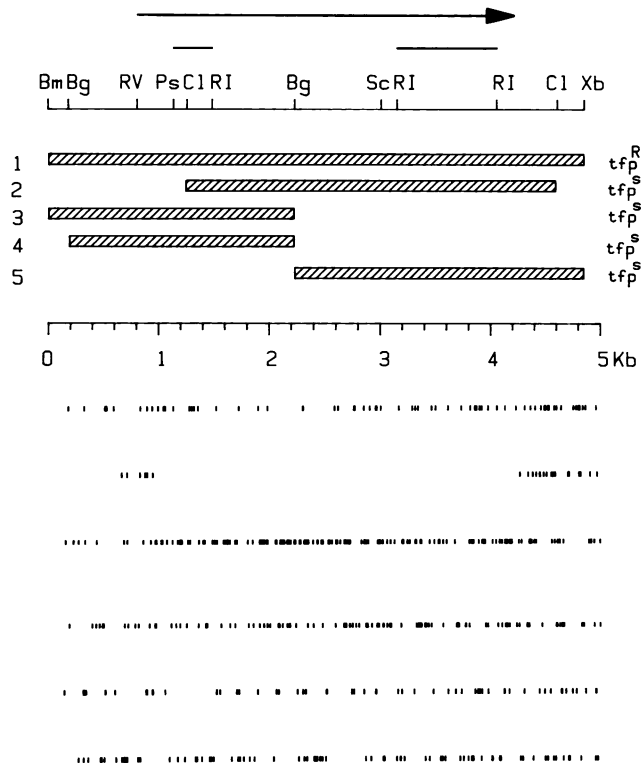 Bm Bg RV Ps Cl RI Bg Sc RI RI Cl Xb
1 tfp^R
2 tfp^s
3 tfp^s
4 tfp^s
5 tfp^s
0 1 2 3 4 5 Kb